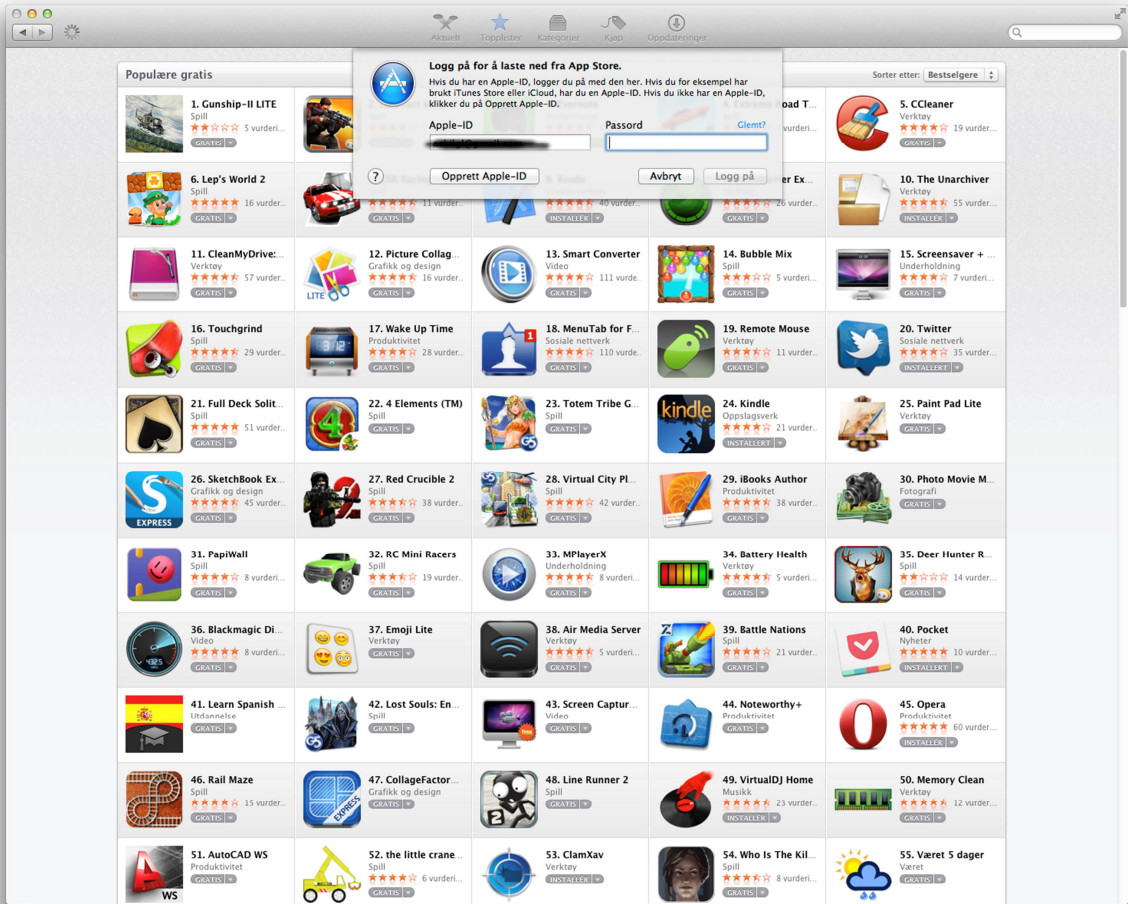 Aktuelt Topplister Kategorier Kjøp Oppdateringer
Populære gratis
Sorter etter: Bestselgere
Logg på for å laste ned fra App Store.
Hvis du har en Apple-ID, logger du på med den her. Hvis du for eksempel har
brukt iTunes Store eller iCloud, har du en Apple-ID. Hvis du ikke har en Apple-ID,
klikker du på Opprett Apple-ID.
Apple-ID
Passord Glemt?
? Opprett Apple-ID Avbryt Logg på
1. Gunship-II LITE
Spill
5 vurderi...
GRATIS
5. CCleaner
Verktøy
19 vurder...
GRATIS
6. Lep's World 2
Spill
16 vurder...
GRATIS
11 vurder...
GRATIS
40 vurder...
INSTALLER
26 vurder...
GRATIS
10. The Unarchiver
Verktøy
55 vurder...
INSTALLER
11. CleanMyDrive:...
Verktøy
57 vurder...
GRATIS
12. Picture Collag...
Grafikk og design
16 vurder...
GRATIS
LITE
13. Smart Converter
Video
111 vurde..
GRATIS
14. Bubble Mix
Spill
5 vurderi...
GRATIS
15. Screensaver + ...
Underholdning
7 vurderi...
GRATIS
16. Touchgrind
Spill
29 vurder...
GRATIS
17. Wake Up Time
Produktivitet
28 vurder...
GRATIS
18. MenuTab for F...
Sosiale nettverk
110 vurde..
GRATIS
1
19. Remote Mouse
Verktøy
11 vurder...
GRATIS
20. Twitter
Sosiale nettverk
35 vurder...
INSTALLERT
21. Full Deck Solit...
Spill
51 vurder...
GRATIS
22. 4 Elements (TM)
Spill
GRATIS
4
23. Totem Tribe G...
Spill
GRATIS
G5
24. Kindle
Oppslagsverk
21 vurder...
INSTALLERT
kindle
25. Paint Pad Lite
Verktøy
GRATIS
26. SketchBook Ex...
Grafikk og design
45 vurder...
GRATIS
EXPRESS
27. Red Crucible 2
Spill
38 vurder...
GRATIS
28. Virtual City Pl...
Spill
42 vurder...
GRATIS
G5
29. iBooks Author
Produktivitet
38 vurder...
GRATIS
30. Photo Movie M...
Fotografi
GRATIS
31. PapiWall
Spill
8 vurderi...
GRATIS
32. RC Mini Racers
Spill
19 vurder...
GRATIS
33. MPlayerX
Underholdning
8 vurderi...
GRATIS
34. Battery Health
Verktøy
5 vurderi...
GRATIS
35. Deer Hunter R...
Spill
14 vurder...
GRATIS
36. Blackmagic Di...
Video
8 vurderi...
GRATIS
37. Emoji Lite
Verktøy
GRATIS
38. Air Media Server
Verktøy
5 vurderi...
GRATIS
39. Battle Nations
Spill
21 vurder...
GRATIS
40. Pocket
Nyheter
10 vurder...
INSTALLERT
41. Learn Spanish ...
Utdannelse
GRATIS
42. Lost Souls: En...
Spill
GRATIS
G5
43. Screen Captur...
Video
GRATIS
free
44. Noteworthy+
Produktivitet
GRATIS
45. Opera
Produktivitet
60 vurder...
INSTALLER
46. Rail Maze
Spill
15 vurder...
GRATIS
47. CollageFactor...
Grafikk og design
GRATIS
EXPRESS
48. Line Runner 2
Spill
GRATIS
2
49. VirtualDJ Home
Musikk
23 vurder...
INSTALLER
50. Memory Clean
Verktøy
12 vurder...
GRATIS
51. AutoCAD WS
Produktivitet
GRATIS
WS
52. the little crane...
Spill
6 vurderi...
GRATIS
53. ClamXav
Verktøy
INSTALLER
54. Who Is The Kil...
Spill
8 vurderi...
GRATIS
55. Været 5 dager
Været
GRATIS